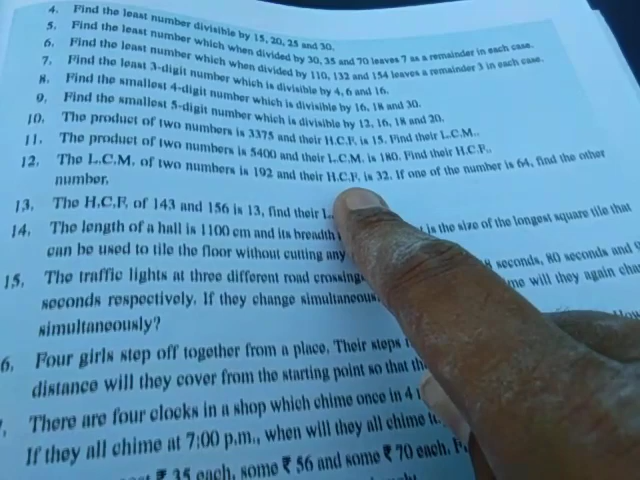 4. Find the least number divisible by 15, 20, 25 and 30.
5. Find the least number which when divided by 30, 35 and 70 leaves 7 as a remainder in each case.
6. Find the least number which when divided by 110, 132 and 154 leaves a remainder 3 in each case.
7. Find the least 3-digit number which is divisible by 4, 6 and 16.
8. Find the smallest 4-digit number which is divisible by 16, 18 and 30.
9. Find the smallest 5-digit number which is divisible by 12, 16, 18 and 20.
10. The product of two numbers is 3375 and their H.C.F. is 15. Find their L.C.M..
11. The product of two numbers is 5400 and their L.C.M. is 180. Find their H.C.F..
12. The L.C.M. of two numbers is 192 and their H.C.F. is 32. If one of the number is 64, find the other
number.
13. The H.C.F. of 143 and 156 is 13, find their L.
14. The length of a hall is 1100 cm and its breadth is the size of the longest square tile that
can be used to tile the floor without cutting any
15. The traffic lights at three different road crossings seconds, 80 seconds and
seconds respectively. If they change simultaneous will they again cha
simultaneously?
6. Four girls step off together from a place. Their steps
distance will they cover from the starting point so that
There are four clocks in a shop which chime once in 4
If they all chime at 7:00 p.m., when will they all chime
₹ 35 each, some ₹ 56 and some ₹ 70 each.